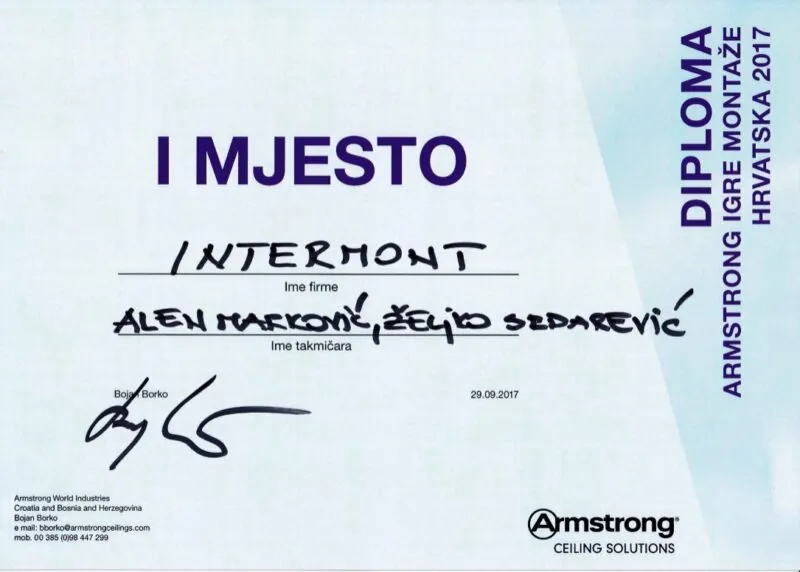 DIPLOMA
ARMSTRONG IGRE MONTAŽE
HRVATSKA 2017
I MJESTO
INTERMONT
Ime firme
ALEN MARKOVIĆ, ŽELJKO SRDAREVIĆ
Ime takmičara
Bojan Borko
29.09.2017
Armstrong World Industries
Croatia and Bosnia and Herzegovina
Bojan Borko
e mail: bborko@armstrongceilings.com
mob. 00 385 (0)98 447 299
Armstrong®
CEILING SOLUTIONS